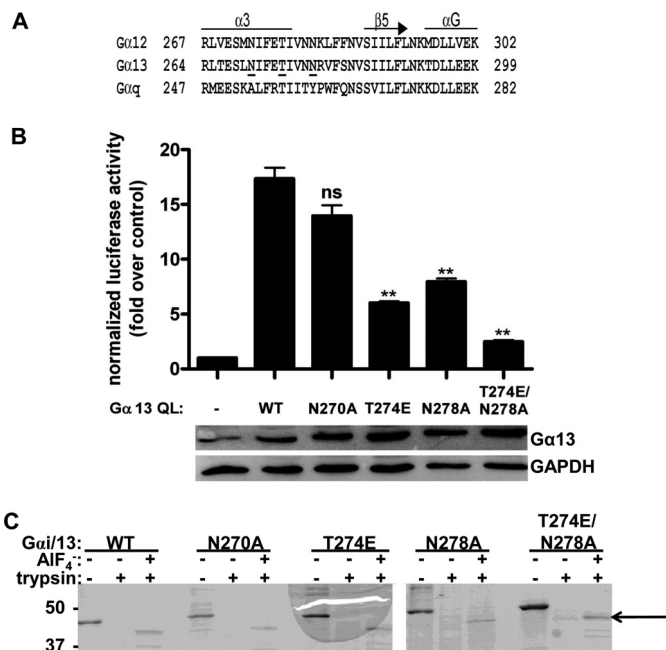 A
α3 β5 αG
Gα12 267 RLVESMNIFETIVNNKLFFNVSIILFLNKMDLLVEK 302
Gα13 264 RLTESLNIFETIVNNRVFSNVSIILFLNKTDLLEEK 299
Gαq 247 RMEESKALFRTIITYPWFQNSSVILFLNKKDLLEEK 282
B
normalized luciferase activity
(fold over control)
20
15
10
5
0
ns
**
**
**
Gα 13 QL: - WT N270A T274E N278A T274E/
N278A
Gα13
GAPDH
C
Gαi/13: WT N270A T274E N278A T274E/
N278A
AlF4-: - - + - - + - - + - - + - - +
trypsin: - + + - + + - + + - + + - + +
50
37